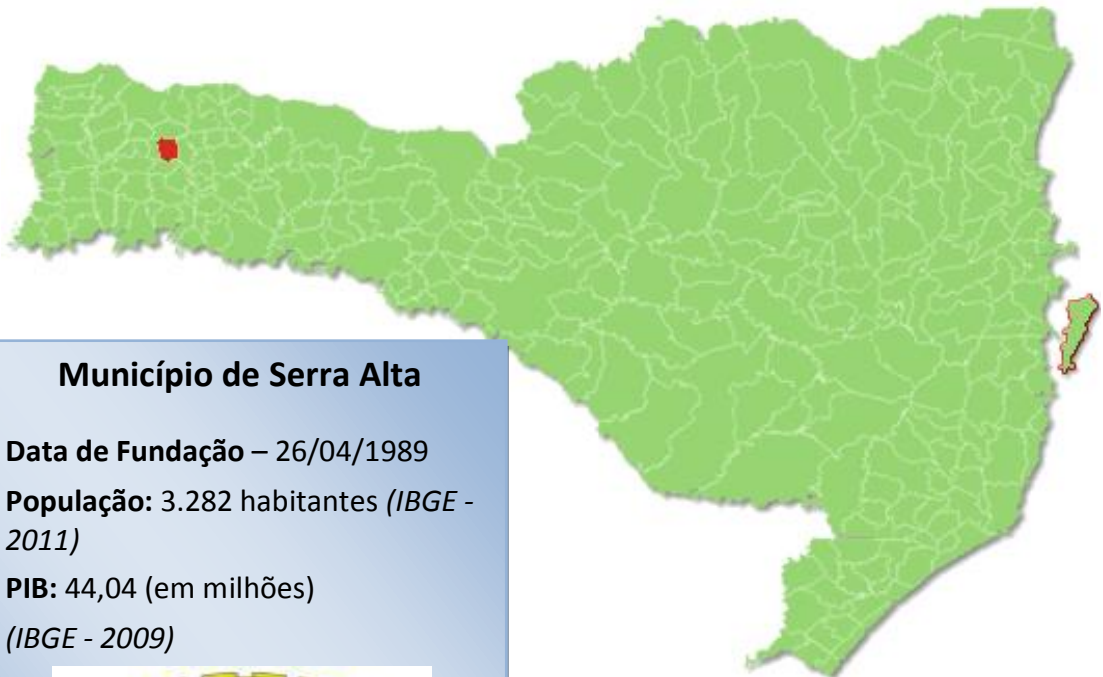 Município de Serra Alta
Data de Fundação – 26/04/1989
População: 3.282 habitantes (IBGE -
2011)
PIB: 44,04 (em milhões)
(IBGE - 2009)